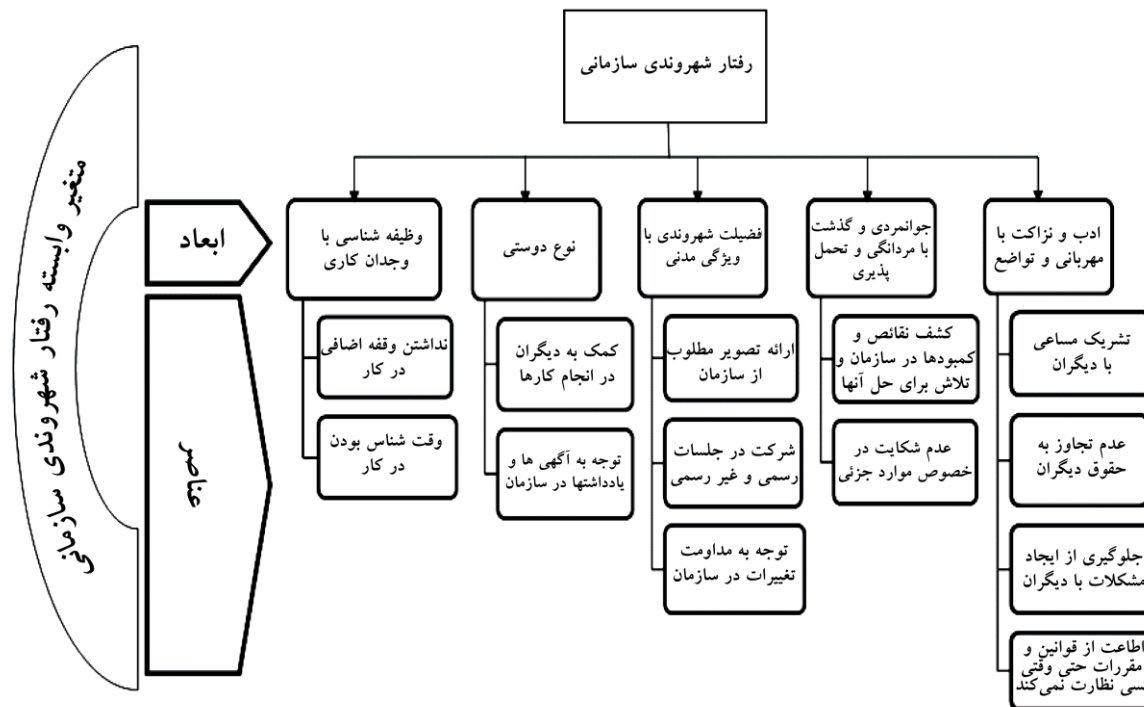 رفتار شهروندی سازمانی
متغیر وابسته رفتار شهروندی سازمانی
ابعاد
عناصر
ادب و نزاکت با
مهربانی و تواضع
تشریک مساعی
با دیگران
عدم تجاوز به
حقوق دیگران
جلوگیری از ایجاد
مشکلات با دیگران
اطاعت از قوانین و
مقررات حتی وقتی
کسی نظارت نمی‌کند
جوانمردی و گذشت
با مردانگی و تحمل
پذیری
کشف نقائص و
کمبودها در سازمان و
تلاش برای حل آنها
عدم شکایت در
خصوص موارد جزئی
فضیلت شهروندی با
ویژگی مدنی
ارائه تصویر مطلوب
از سازمان
شرکت در جلسات
رسمی و غیر رسمی
توجه به مداومت
تغییرات در سازمان
نوع دوستی
کمک به دیگران
در انجام کارها
توجه به آگهی ها و
یادداشتها در سازمان
وظیفه شناسی با
وجدان کاری
نداشتن وقفه اضافی
در کار
وقت شناس بودن
در کار